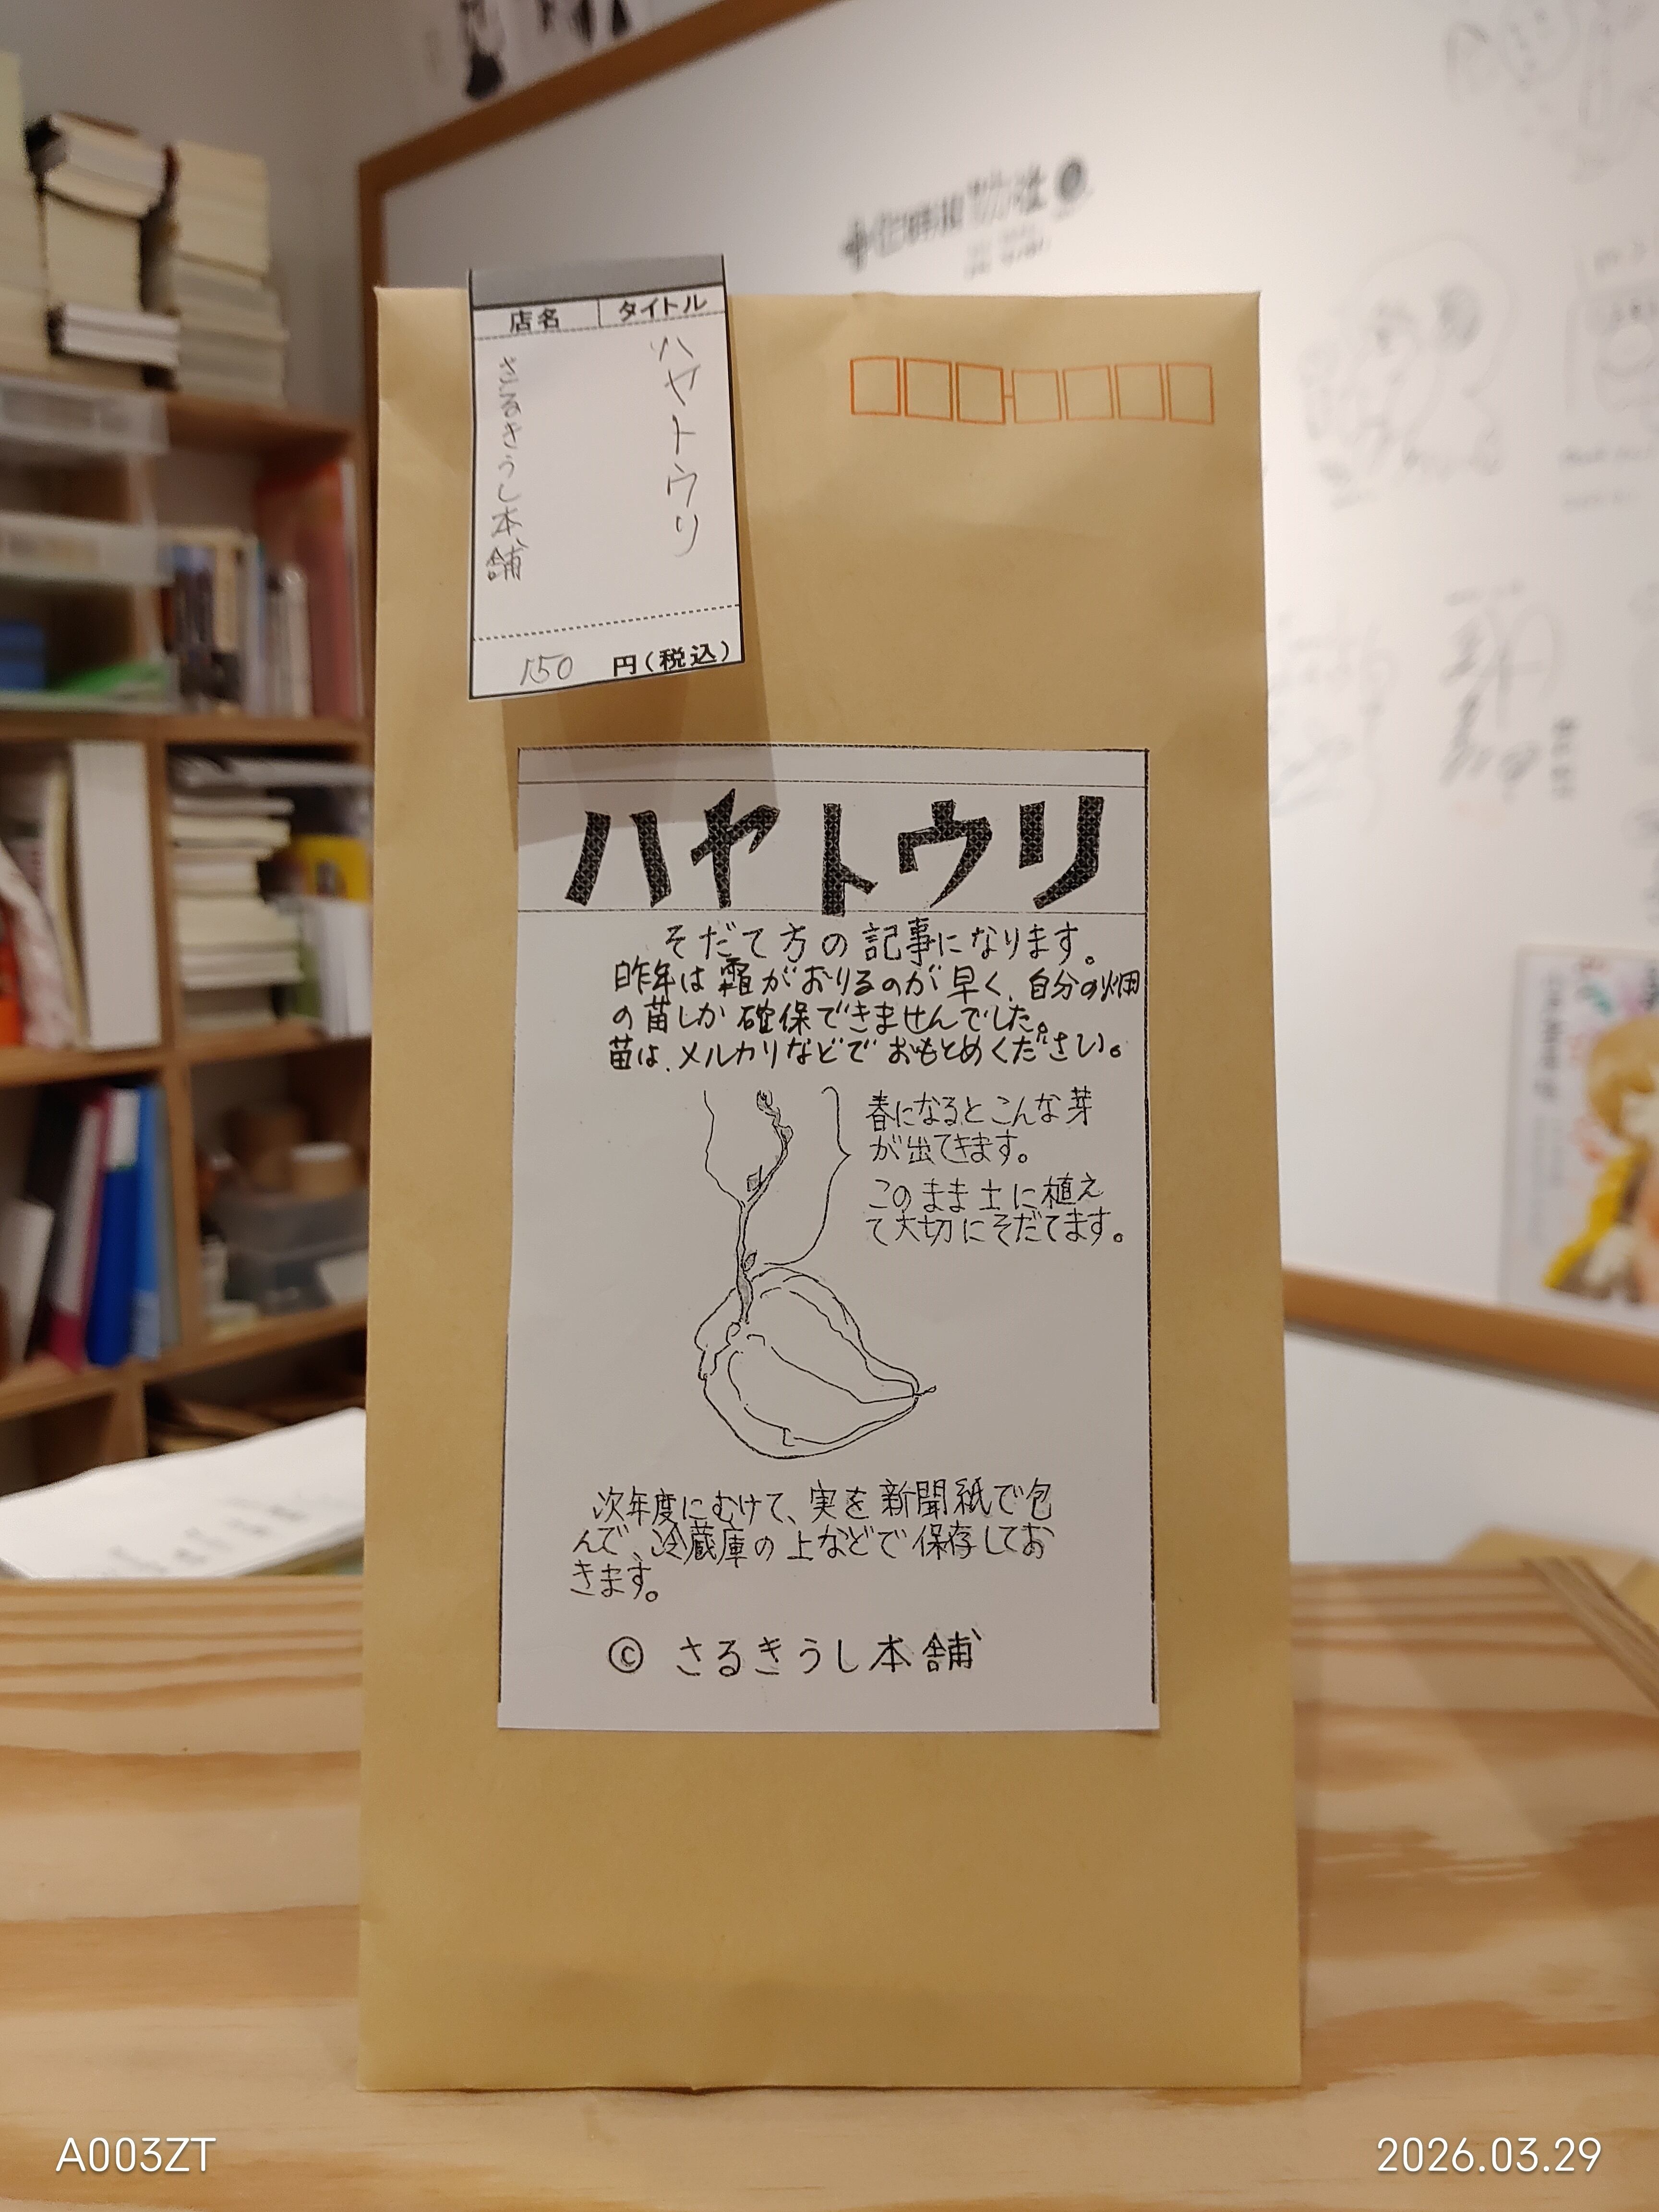 店名 タイトル
ハヤトウリ
さるきうし本舗
150 円(税込)
ハヤトウリ
そだて方の記事になります。
昨年は霜がおりるのが早く、自分の畑
の苗しか確保できませんでした。
苗は、メルカリなどでおもとめください。
春になるとこんな芽
が出てきます。
このまま土に植え
て大切にそだてます。
次年度にむけて、実を新聞紙で包
んで、冷蔵庫の上などで保存してお
きます。
© さるきうし本舗
A003ZT
2026.03.29